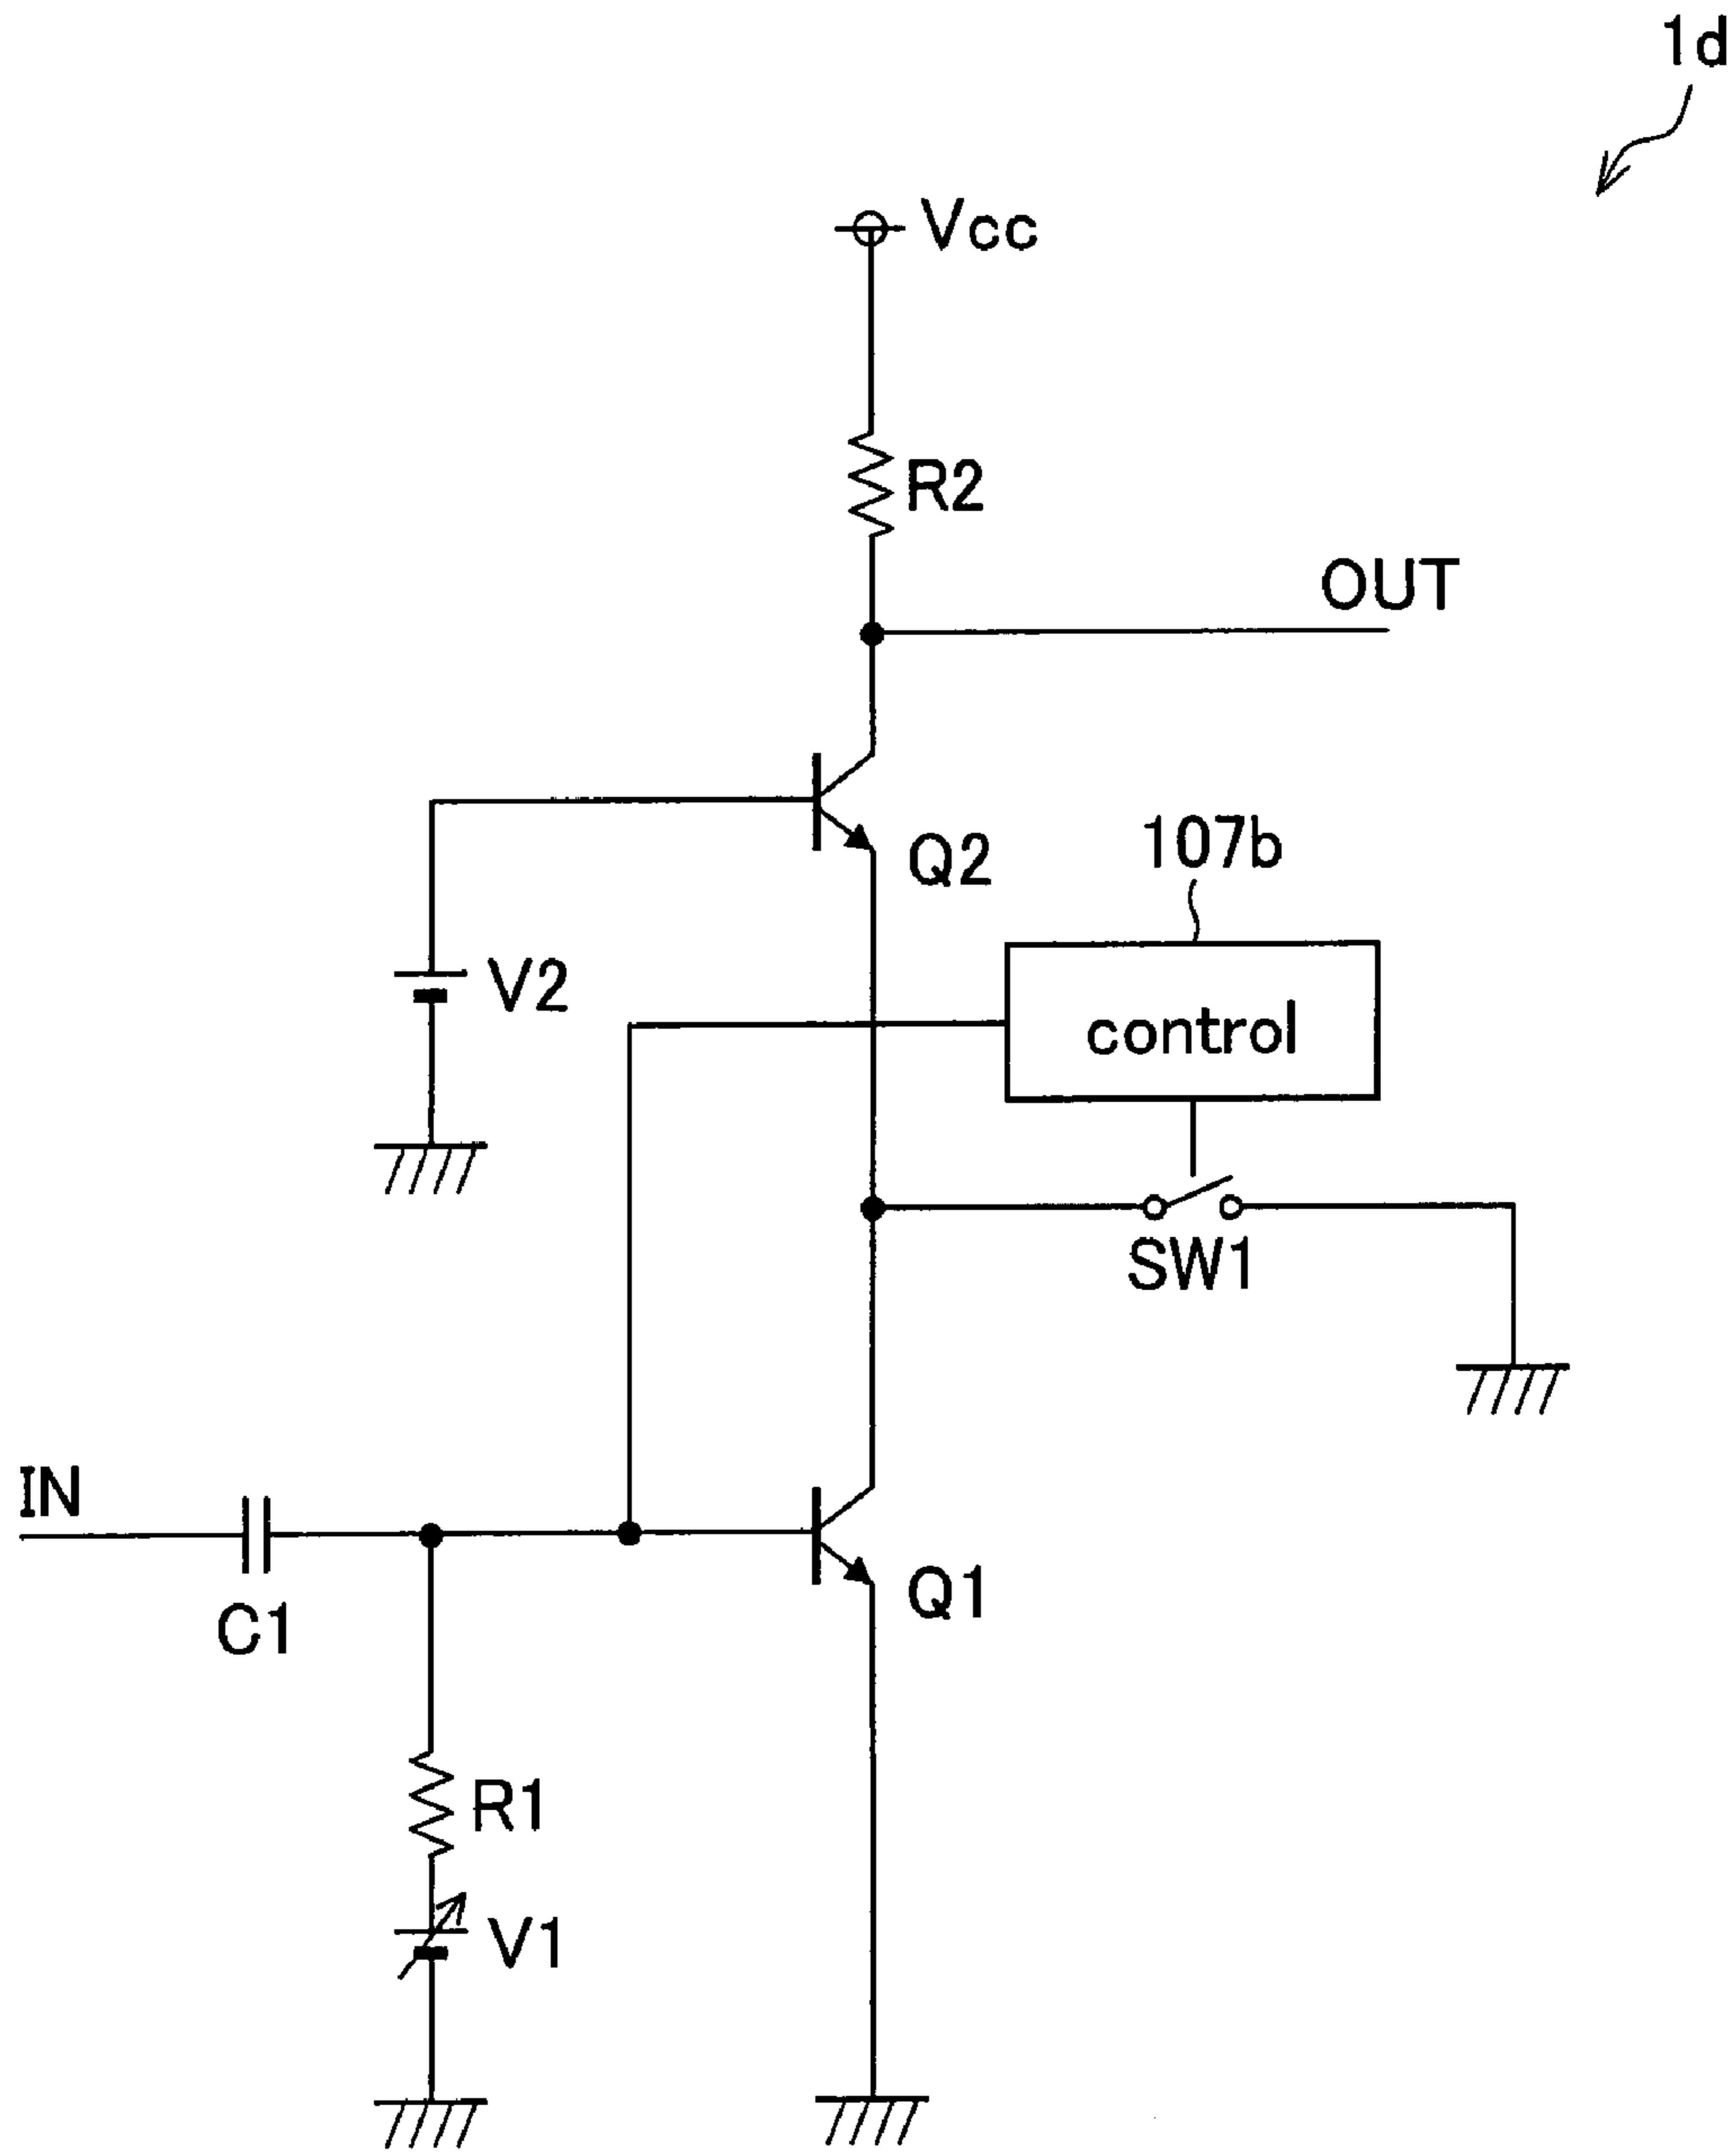 1d
Vcc
R2
OUT
Q2
107b
V2
control
SW1
IN
C1
Q1
R1
V1